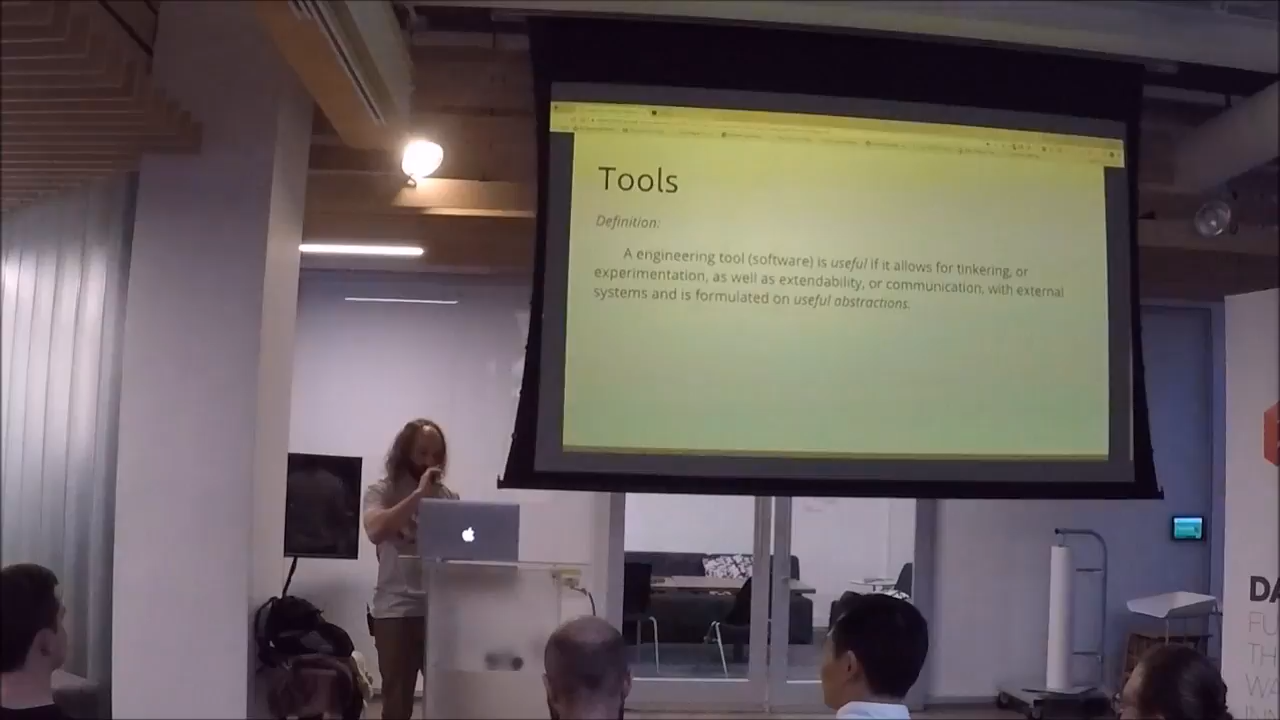 Tools
Definition:
A engineering tool (software) is useful if it allows for tinkering, or
experimentation, as well as extendability, or communication, with external
systems and is formulated on useful abstractions.
DA
FU
TH
WA